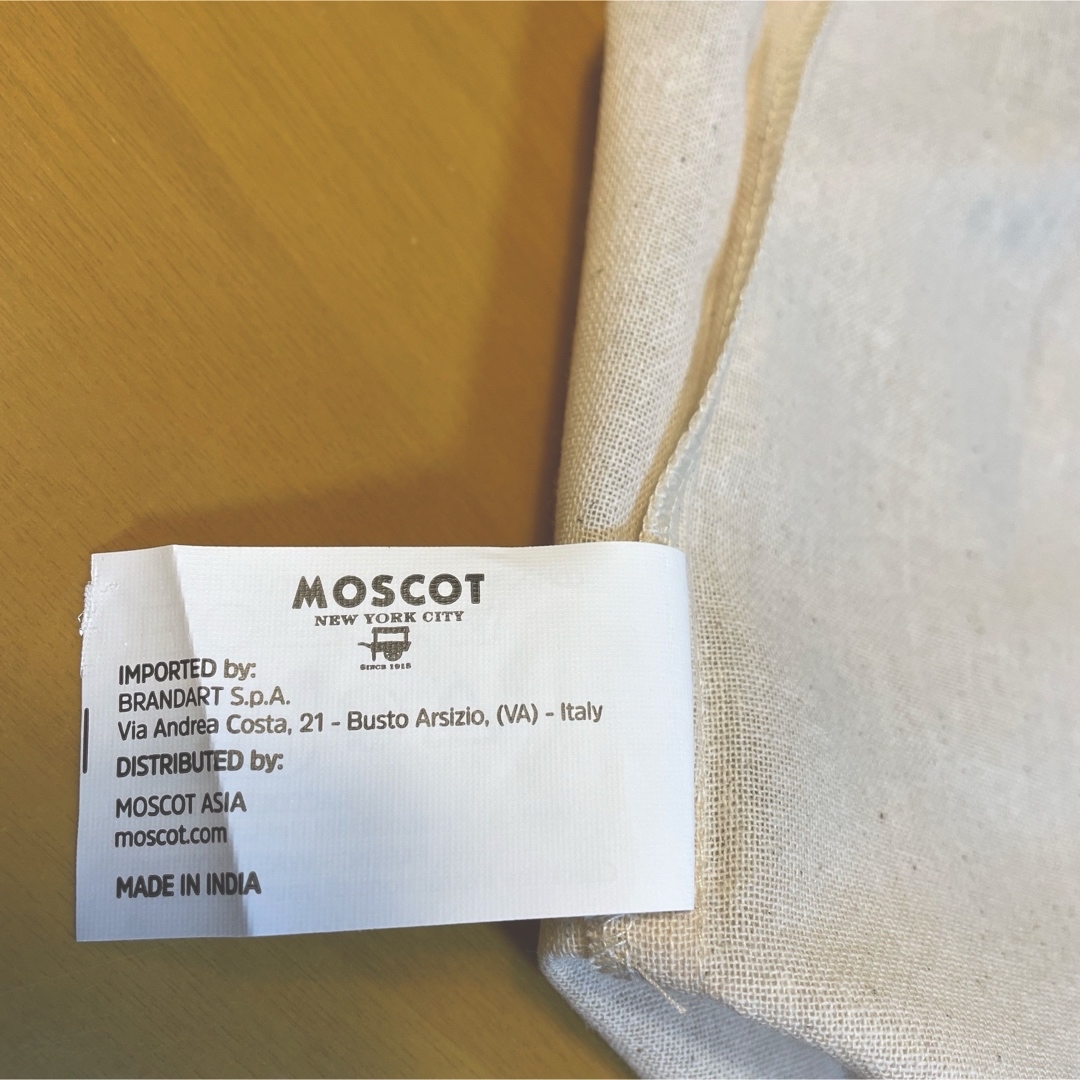 MOSCOT
NEW YORK CITY
SINCE 1915
IMPORTED by:
BRANDART S.p.A.
Via Andrea Costa, 21 - Busto Arsizio, (VA) - Italy
DISTRIBUTED by:
MOSCOT ASIA
moscot.com
MADE IN INDIA